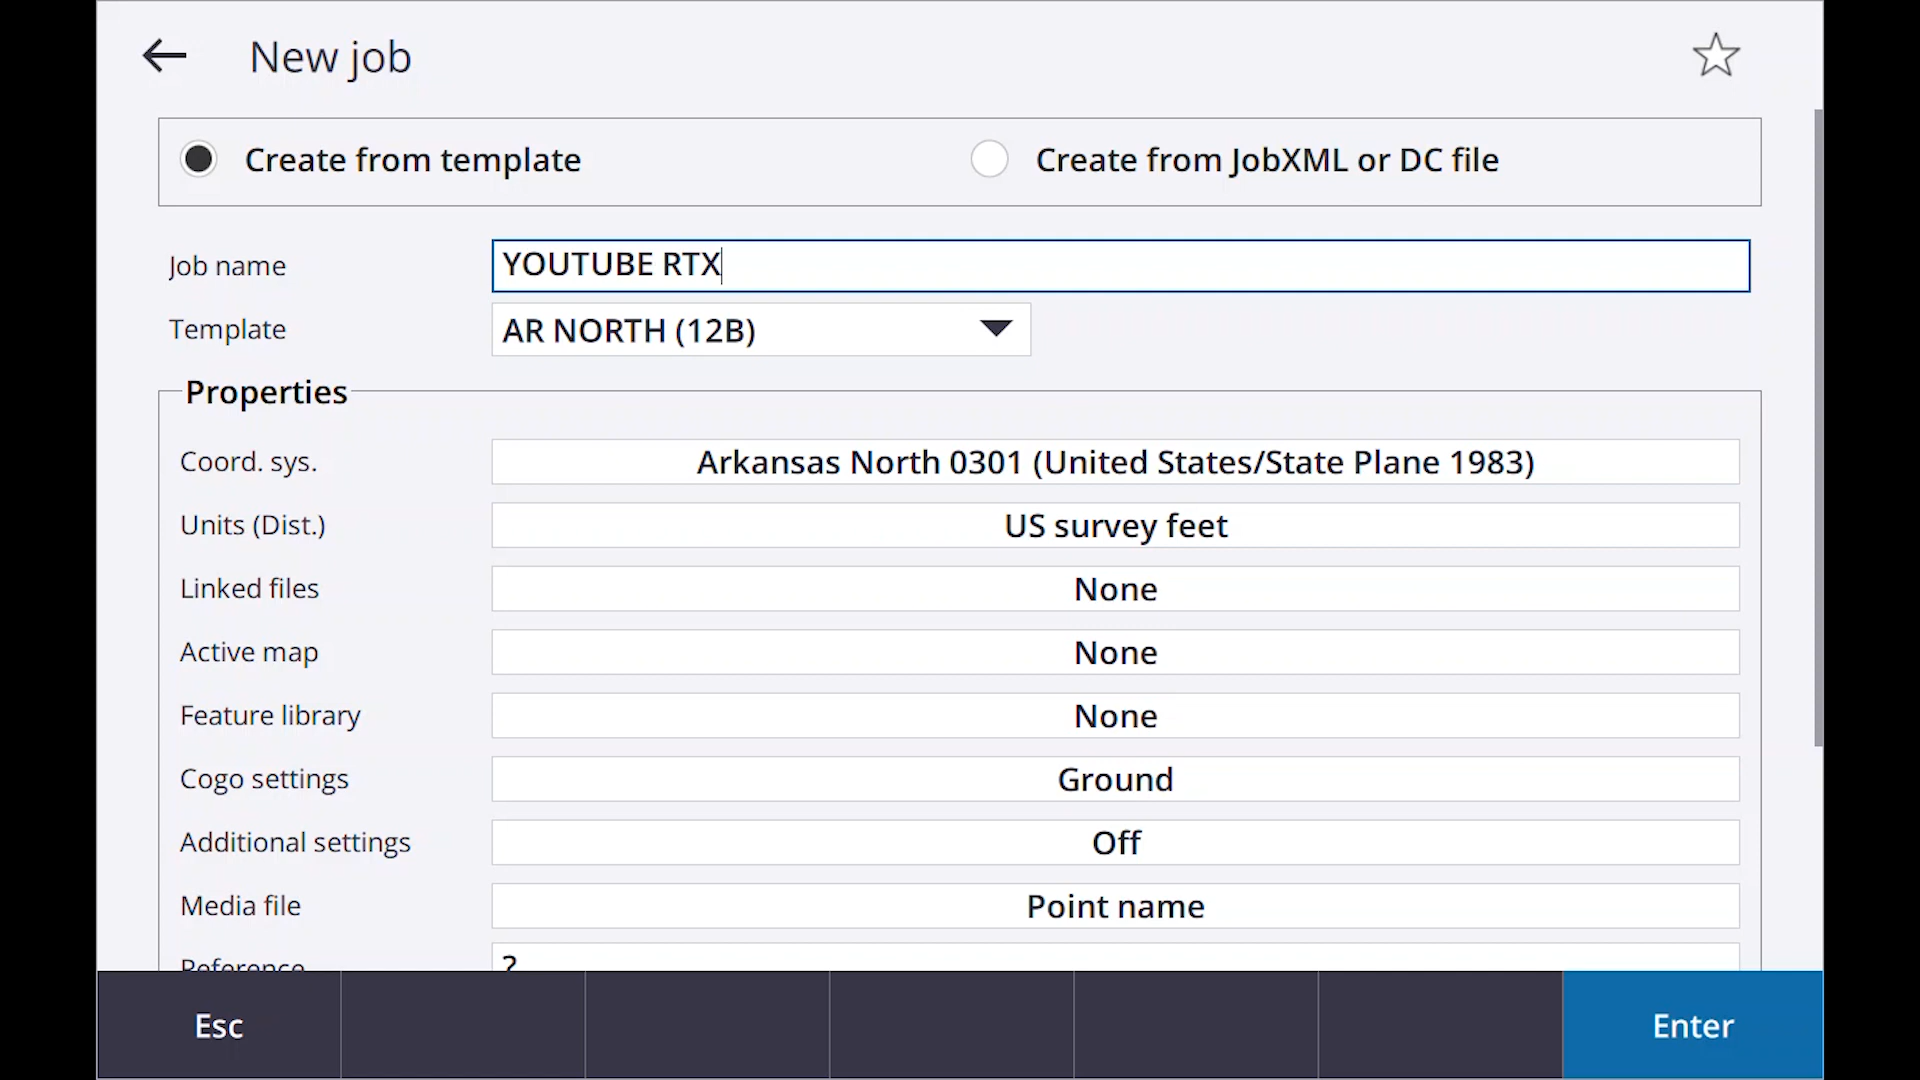 New job
Create from template
Create from JobXML or DC file
Job name
YOUTUBE RTX
Template
AR NORTH (12B)
Properties
Coord. sys.
Arkansas North 0301 (United States/State Plane 1983)
Units (Dist.)
US survey feet
Linked files
None
Active map
None
Feature library
None
Cogo settings
Ground
Additional settings
Off
Media file
Point name
Reference
?
Esc
Enter